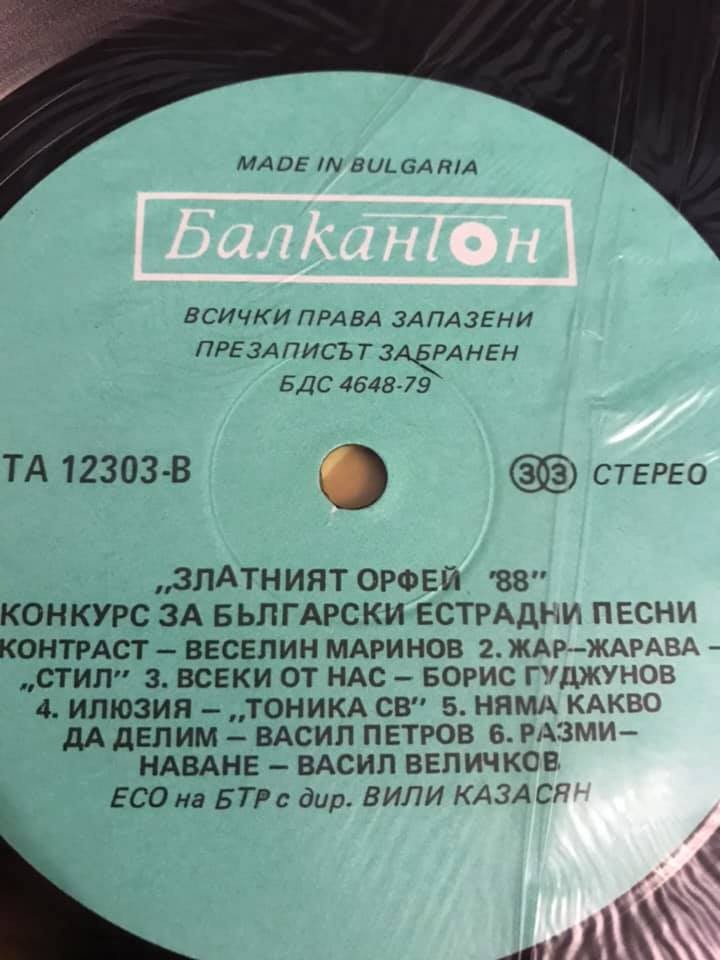 MADE IN BULGARIA
Балкантон
ВСИЧКИ ПРАВА ЗАПАЗЕНИ
ПРЕЗАПИСЪТ ЗАБРАНЕН
БДС 4648-79
ТА 12303-В
33 СТЕРЕО
„ЗЛАТНИЯТ ОРФЕЙ '88"
КОНКУРС ЗА БЪЛГАРСКИ ЕСТРАДНИ ПЕСНИ
КОНТРАСТ – ВЕСЕЛИН МАРИНОВ 2. ЖАР–ЖАРАВА –
„СТИЛ" 3. ВСЕКИ ОТ НАС – БОРИС ГУДЖУНОВ
4. ИЛЮЗИЯ – „ТОНИКА СВ" 5. НЯМА КАКВО
ДА ДЕЛИМ – ВАСИЛ ПЕТРОВ 6. РАЗМИ–
НАВАНЕ – ВАСИЛ ВЕЛИЧКОВ
ЕСО на БТР с дир. ВИЛИ КАЗАСЯН